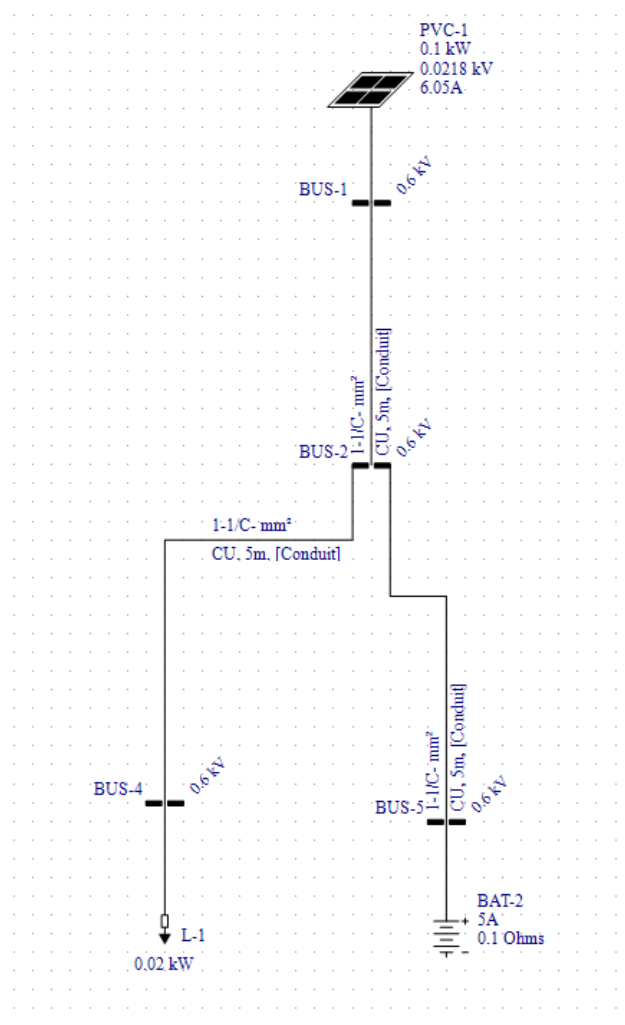 PVC-1
0.1 kW
0.0218 kV
6.05A
BUS-1
0.6 kV
1-1/C- mm²
CU, 5m, [Conduit]
BUS-2
0.6 kV
1-1/C- mm²
CU, 5m, [Conduit]
1-1/C- mm²
CU, 5m, [Conduit]
BUS-4
0.6 kV
BUS-5
0.6 kV
L-1
0.02 kW
BAT-2
+
5A
0.1 Ohms
-